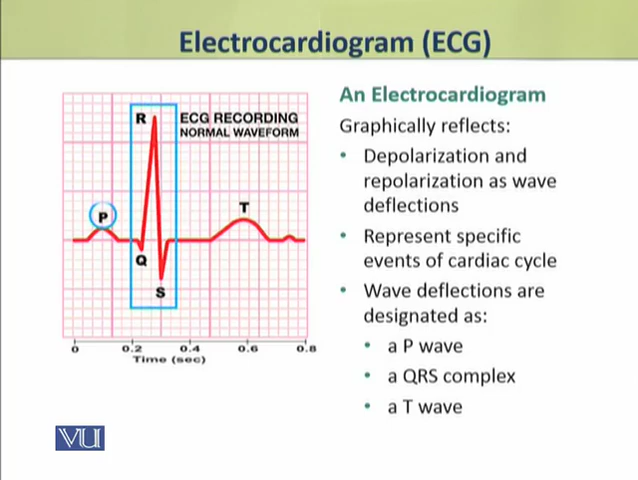 Electrocardiogram (ECG)
R
ECG RECORDING
NORMAL WAVEFORM
P
T
Q
S
0 0.2 0.4 0.6 0.8
Time (sec)
An Electrocardiogram
Graphically reflects:
• Depolarization and
repolarization as wave
deflections
• Represent specific
events of cardiac cycle
• Wave deflections are
designated as:
• a P wave
• a QRS complex
• a T wave
VU